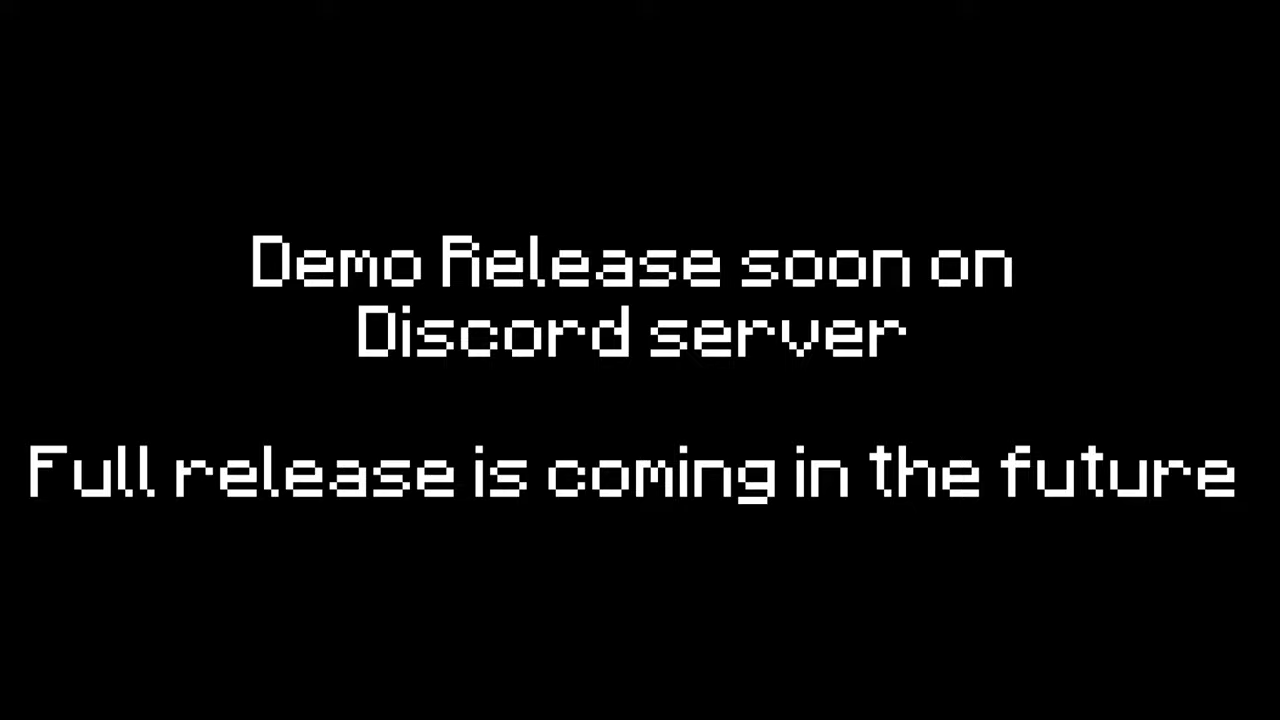 Demo Release soon on
Discord server
Full release is coming in the future